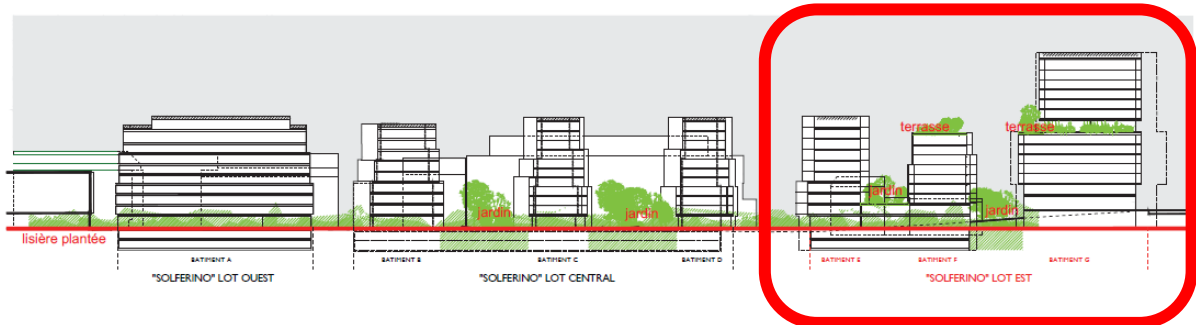 terrasse
terrasse
jardin
jardin
jardin
jardin
lisière plantée
BATIMENT A
BATIMENT B
BATIMENT C
BATIMENT D
BATIMENT E
BATIMENT F
BATIMENT G
"SOLFERINO" LOT OUEST
"SOLFERINO" LOT CENTRAL
"SOLFERINO" LOT EST